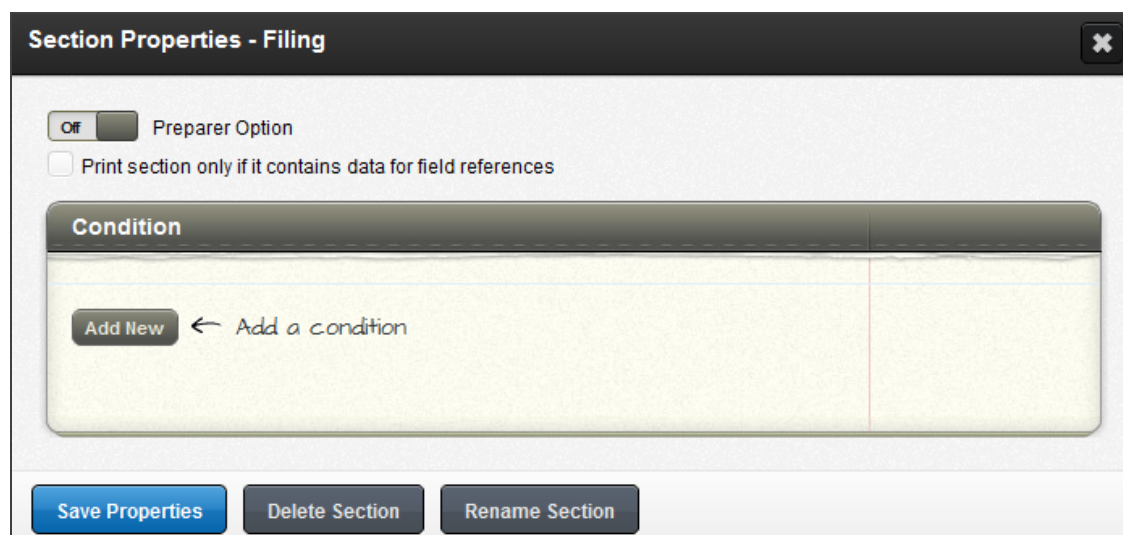 Section Properties - Filing
Off Preparer Option
Print section only if it contains data for field references
Condition
Add New ← Add a condition
Save Properties Delete Section Rename Section